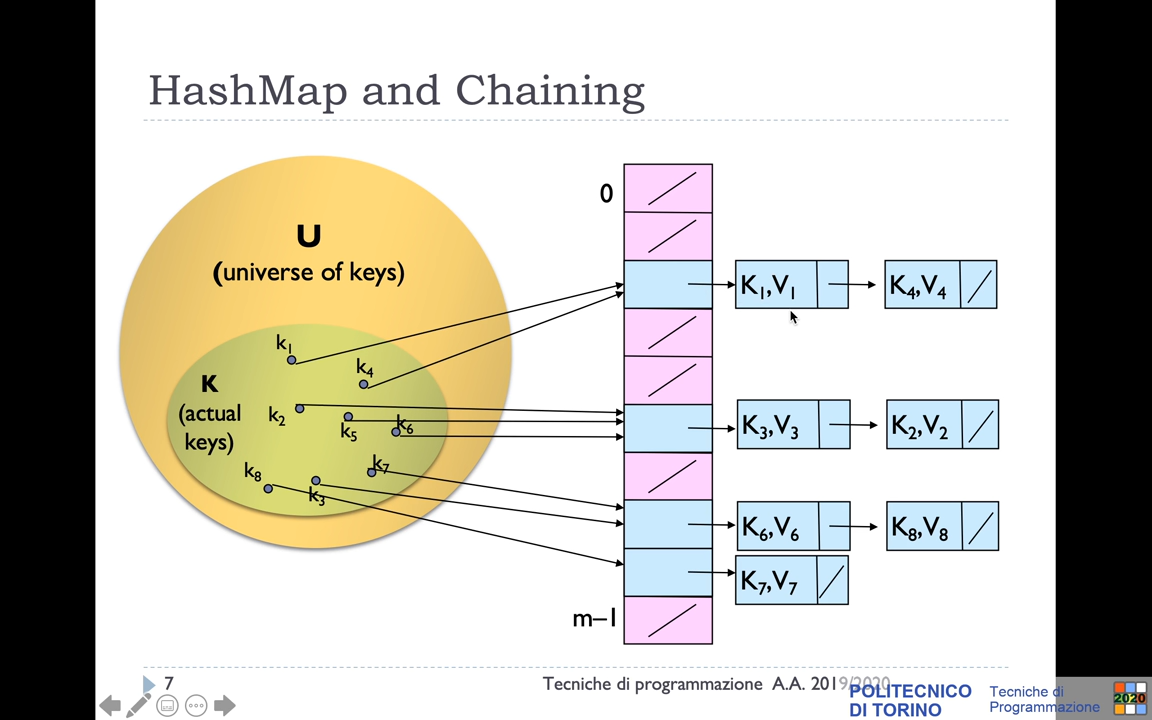 HashMap and Chaining
U
(universe of keys)
K
(actual
keys)
k1
k4
k2
k5
k6
k7
k8
k3
0
m–1
K1,V1
K4,V4
K3,V3
K2,V2
K6,V6
K8,V8
K7,V7
7
Tecniche di programmazione A.A. 2019/2020
POLITECNICO
DI TORINO
Tecniche di
Programmazione
2020